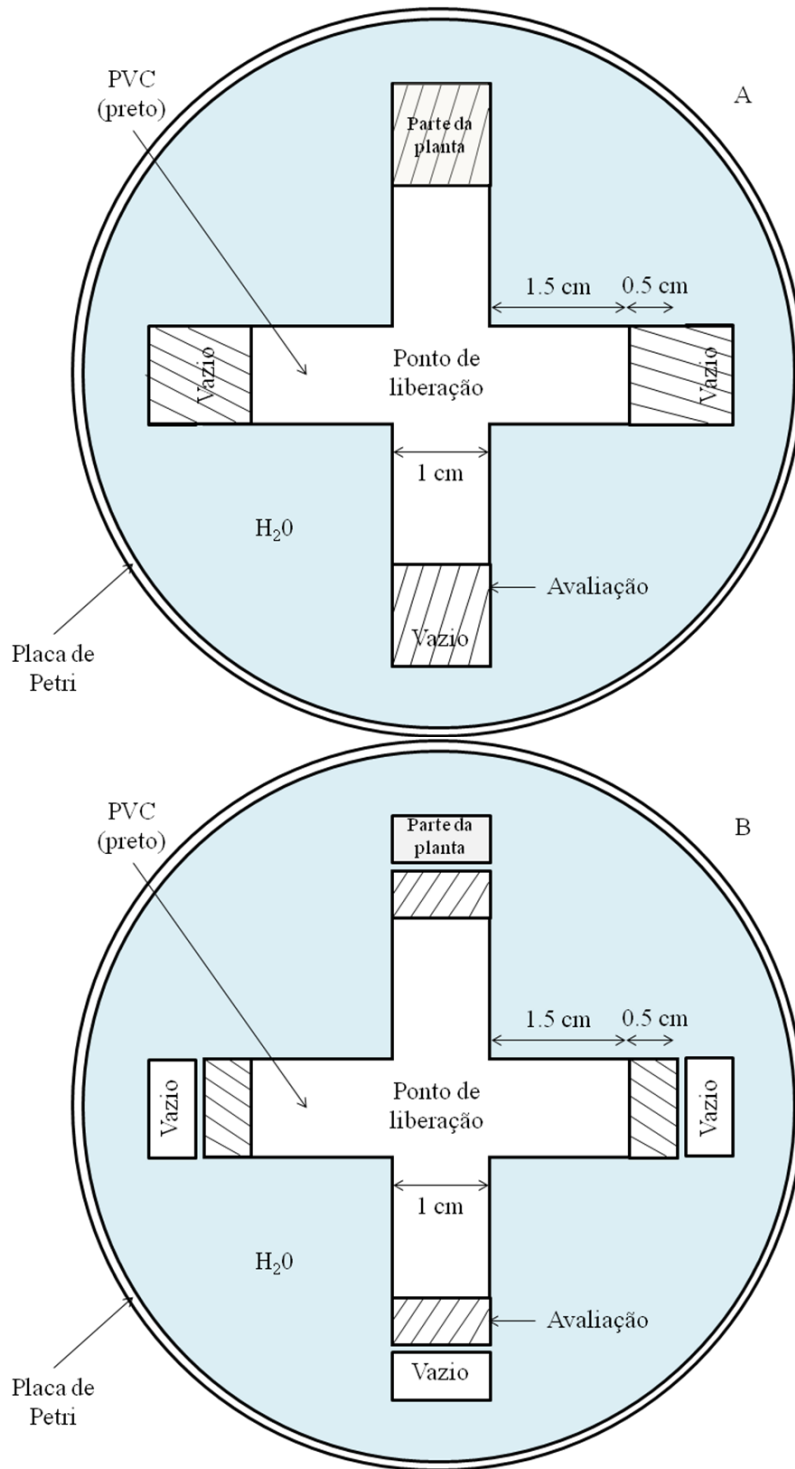 A
PVC
(preto)
Parte da
planta
1.5 cm
0.5 cm
Vazio
Ponto de
liberação
Vazio
1 cm
H₂0
Avaliação
Vazio
Placa de
Petri
B
PVC
(preto)
Parte da
planta
1.5 cm
0.5 cm
Vazio
Ponto de
liberação
Vazio
1 cm
H₂0
Avaliação
Vazio
Placa de
Petri